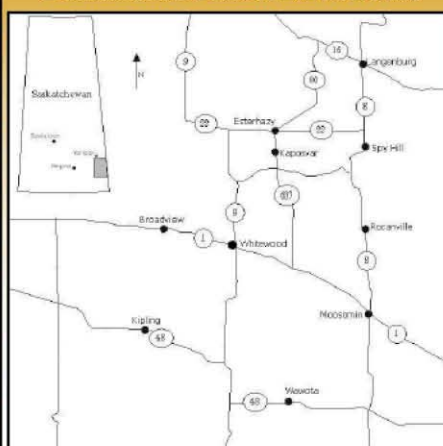 16
9
Langenburg
80
Saskatchewan
N
8
Esterhazy
22
22
Kaposvar
Spy Hill
Regina
637
9
Broadview
Rocanville
1
Whitewood
8
Moosomin
Kipling
1
48
Wawota
48